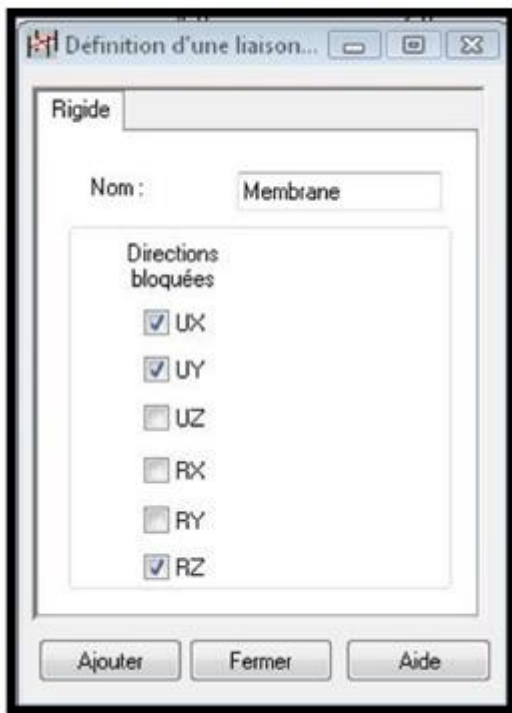 Définition d'une liaison...
Rigide
Nom :
Membrane
Directions
bloquées
UX
UY
UZ
RX
RY
RZ
Ajouter
Fermer
Aide